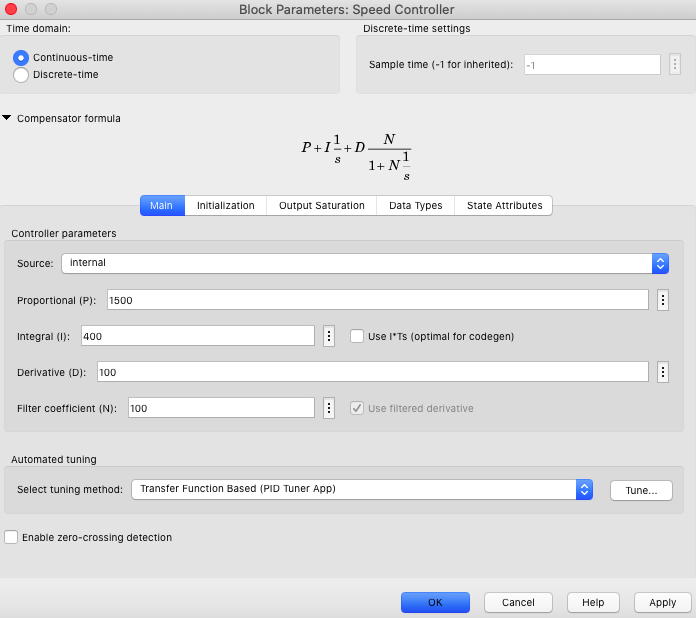 Block Parameters: Speed Controller
Time domain:
Discrete-time settings
Continuous-time
Discrete-time
Sample time (-1 for inherited):
-1
Compensator formula
P + I 1/s + D N/(1 + N 1/s)
Main
Initialization
Output Saturation
Data Types
State Attributes
Controller parameters
Source: internal
Proportional (P): 1500
Integral (I): 400
Use I*Ts (optimal for codegen)
Derivative (D): 100
Filter coefficient (N): 100
Use filtered derivative
Automated tuning
Select tuning method: Transfer Function Based (PID Tuner App)
Tune...
Enable zero-crossing detection
OK
Cancel
Help
Apply